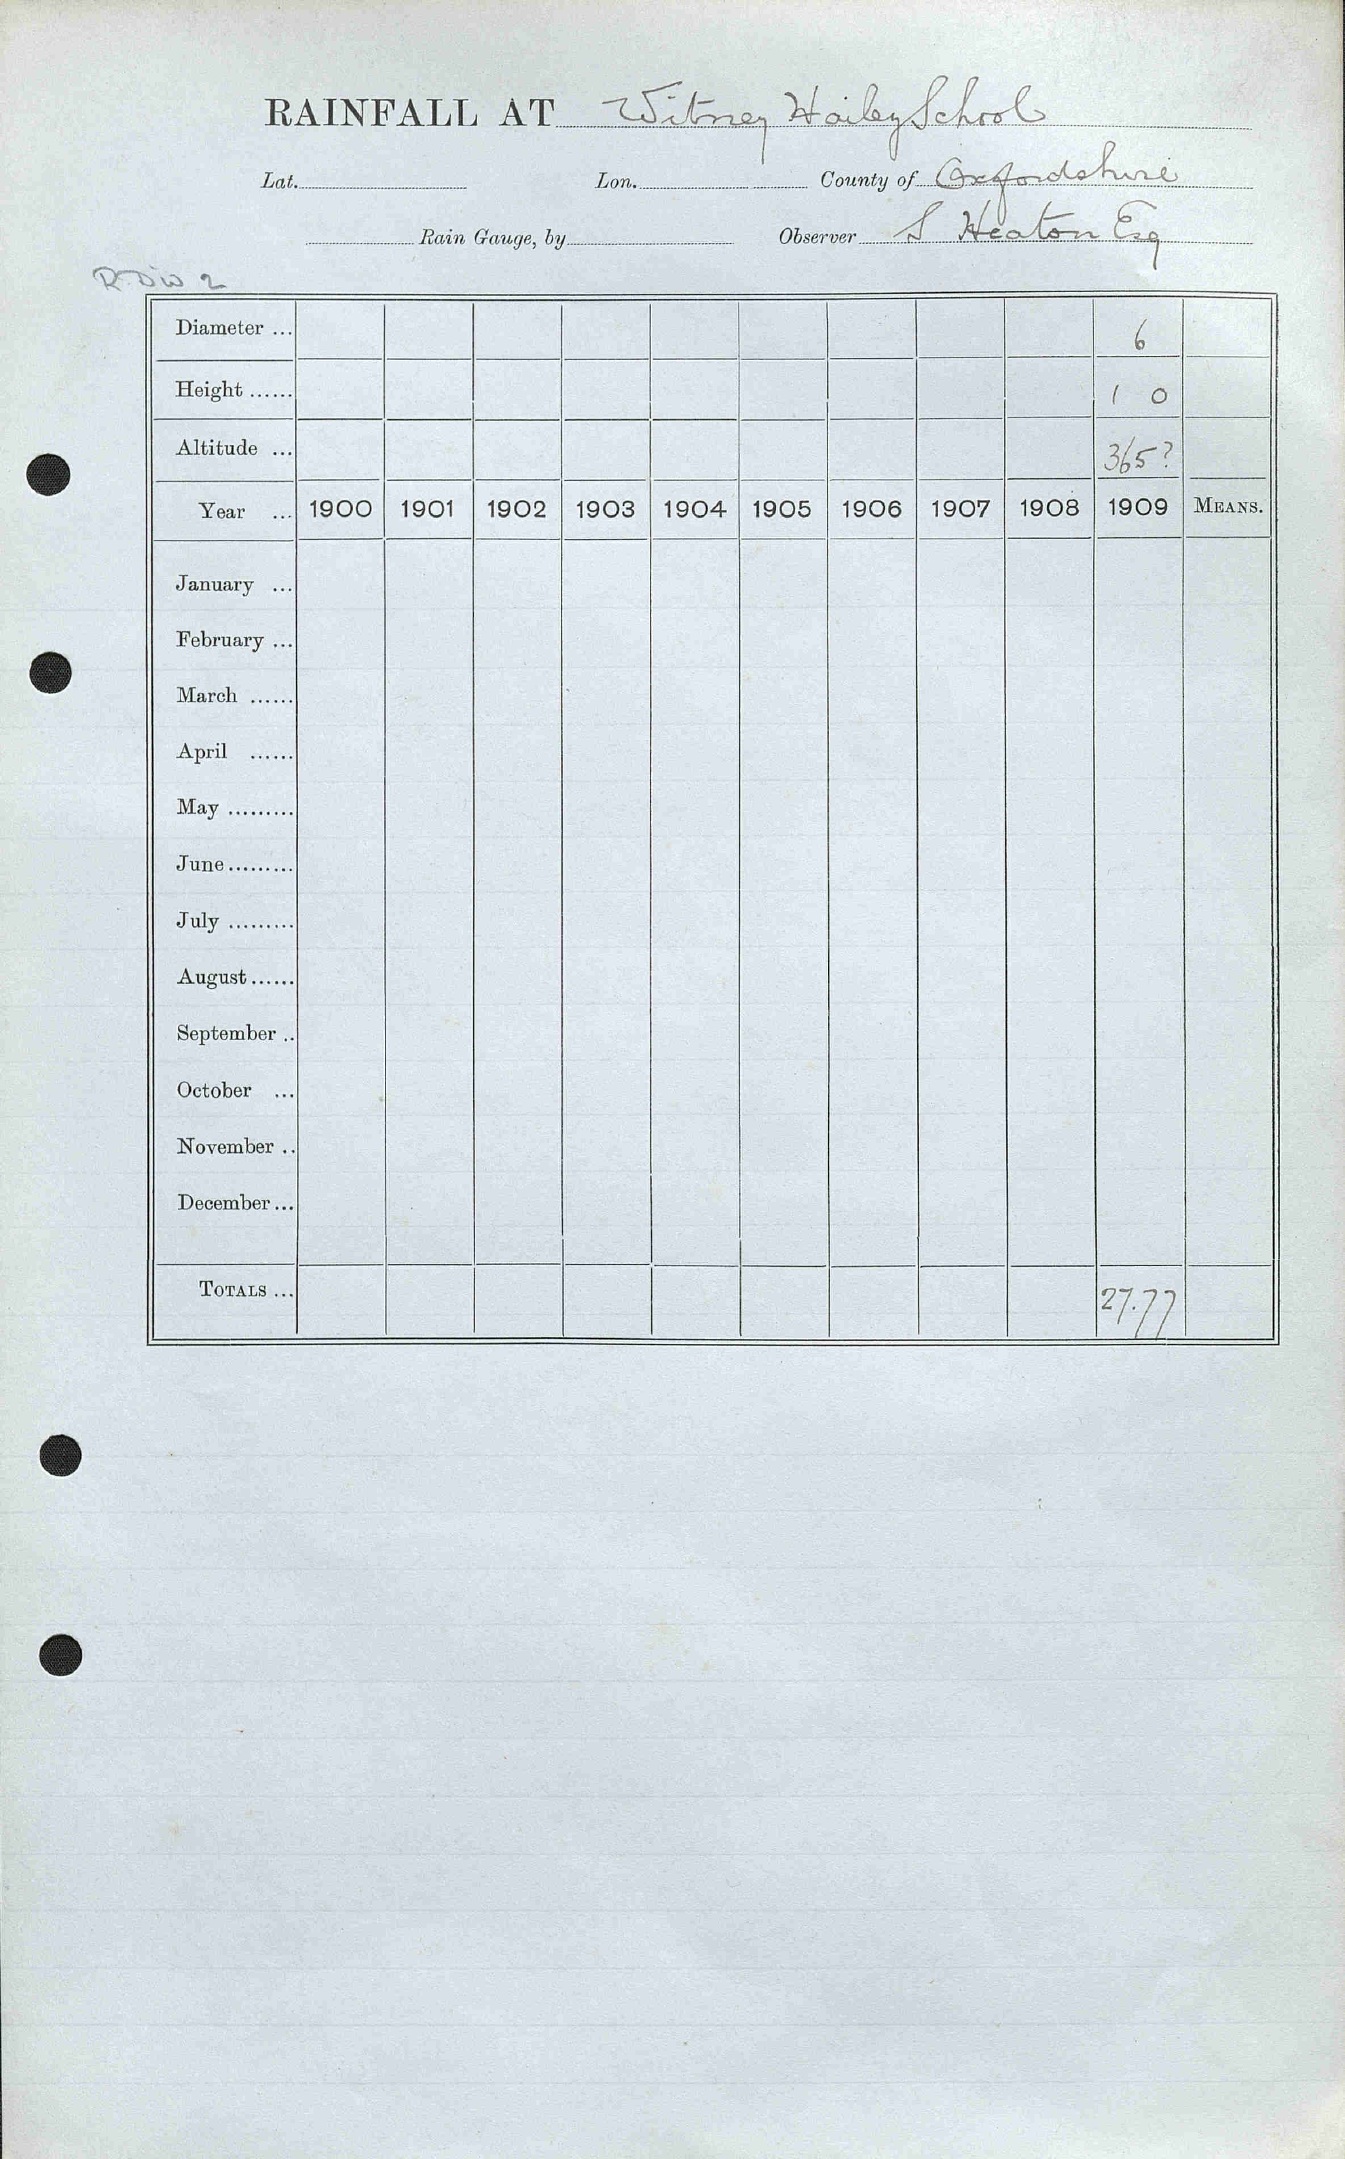 RAINFALL AT Witney Hailey School
Lat. Lon. County of Oxfordshire
Rain Gauge, by Observer S Heaton Esq
Diameter ... 6
Height ...... 1 0
Altitude ... 365?
Year ... 1900 1901 1902 1903 1904 1905 1906 1907 1908 1909 MEANS.
January ...
February ...
March ......
April ......
May .........
June .........
July .........
August ......
September ..
October ...
November ..
December ...
TOTALS ... 27.77